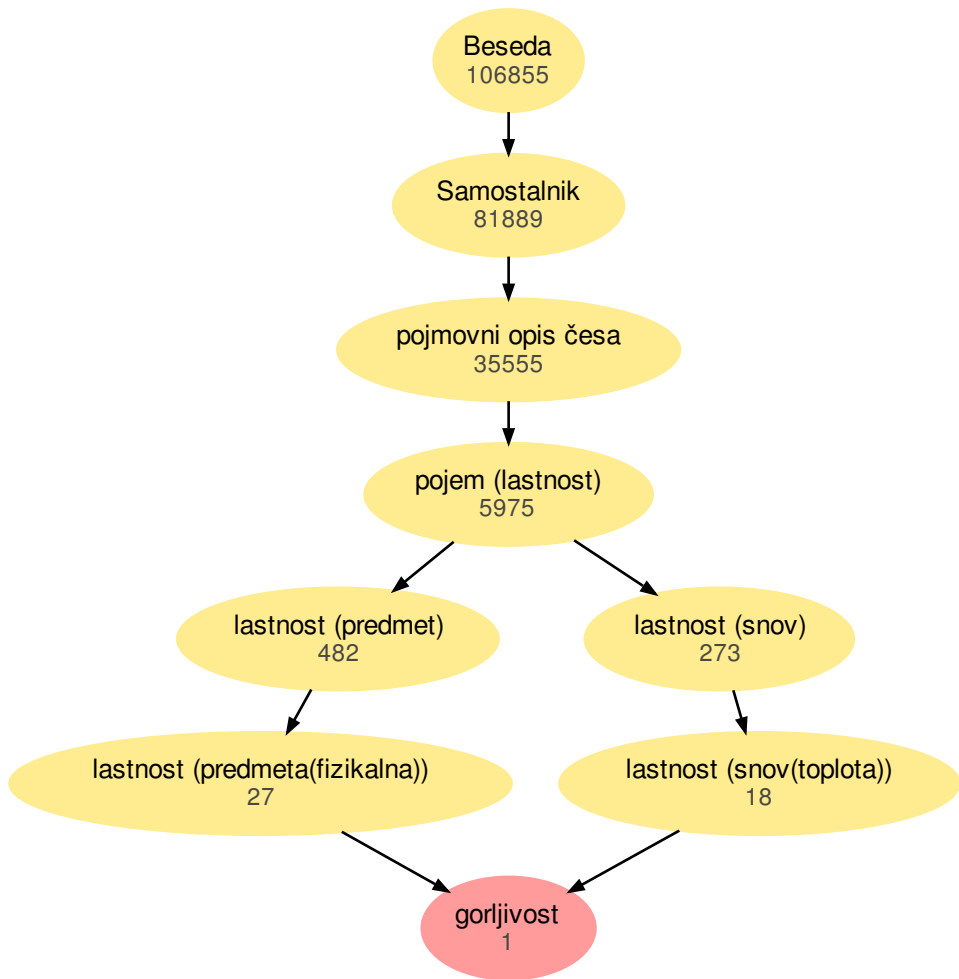 Beseda
106855
Samostalnik
81889
pojmovni opis česa
35555
pojem (lastnost)
5975
lastnost (predmet)
482
lastnost (snov)
273
lastnost (predmeta(fizikalna))
27
lastnost (snov(toplota))
18
gorljivost
1